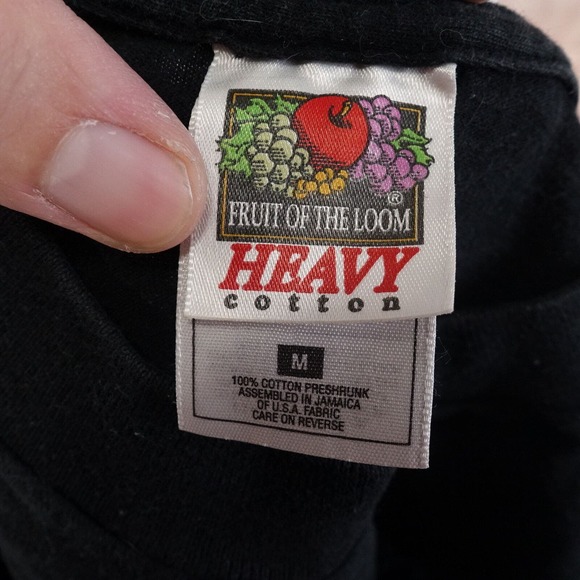 ®
FRUIT OF THE LOOM
HEAVY
cotton
M
100% COTTON PRESHRUNK
ASSEMBLED IN JAMAICA
OF U.S.A. FABRIC
CARE ON REVERSE